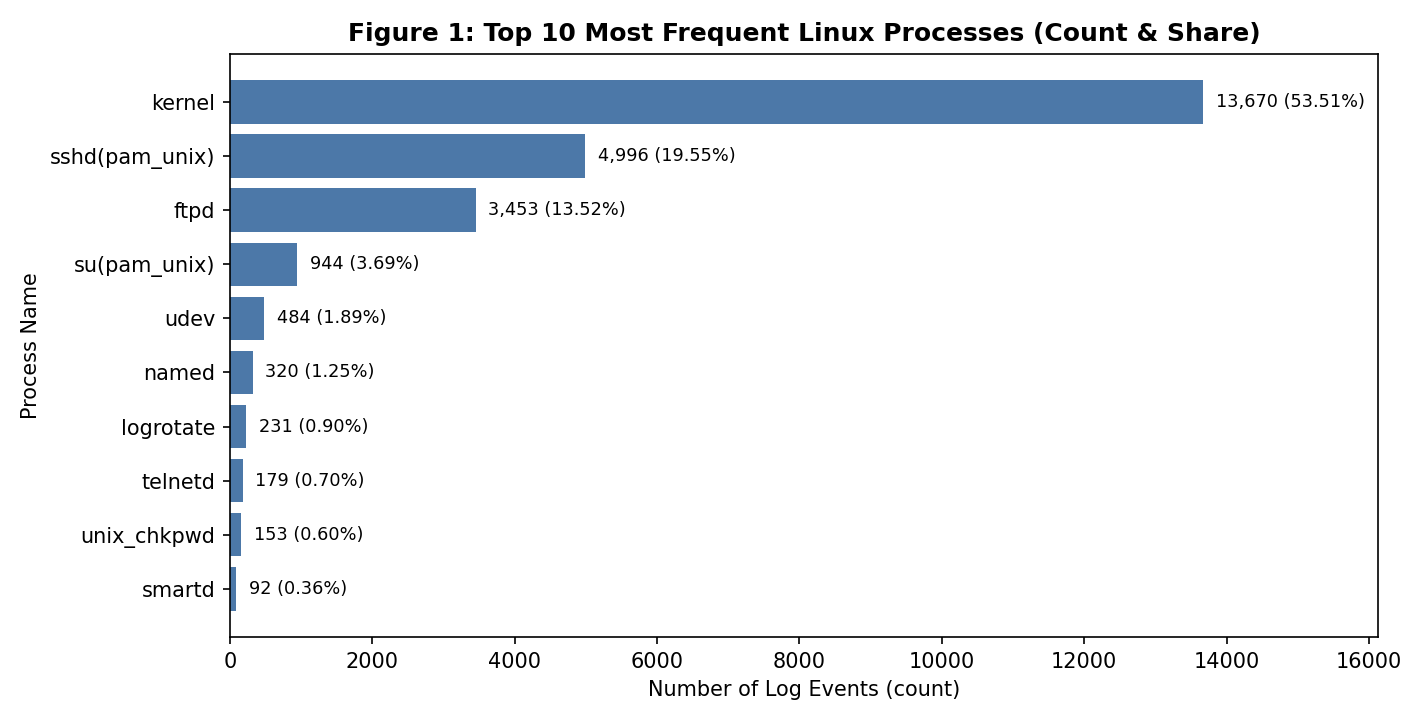 Figure 1: Top 10 Most Frequent Linux Processes (Count & Share)
kernel 13,670 (53.51%)
sshd(pam_unix) 4,996 (19.55%)
ftpd 3,453 (13.52%)
su(pam_unix) 944 (3.69%)
udev 484 (1.89%)
named 320 (1.25%)
logrotate 231 (0.90%)
telnetd 179 (0.70%)
unix_chkpwd 153 (0.60%)
smartd 92 (0.36%)
Process Name
0 2000 4000 6000 8000 10000 12000 14000 16000
Number of Log Events (count)